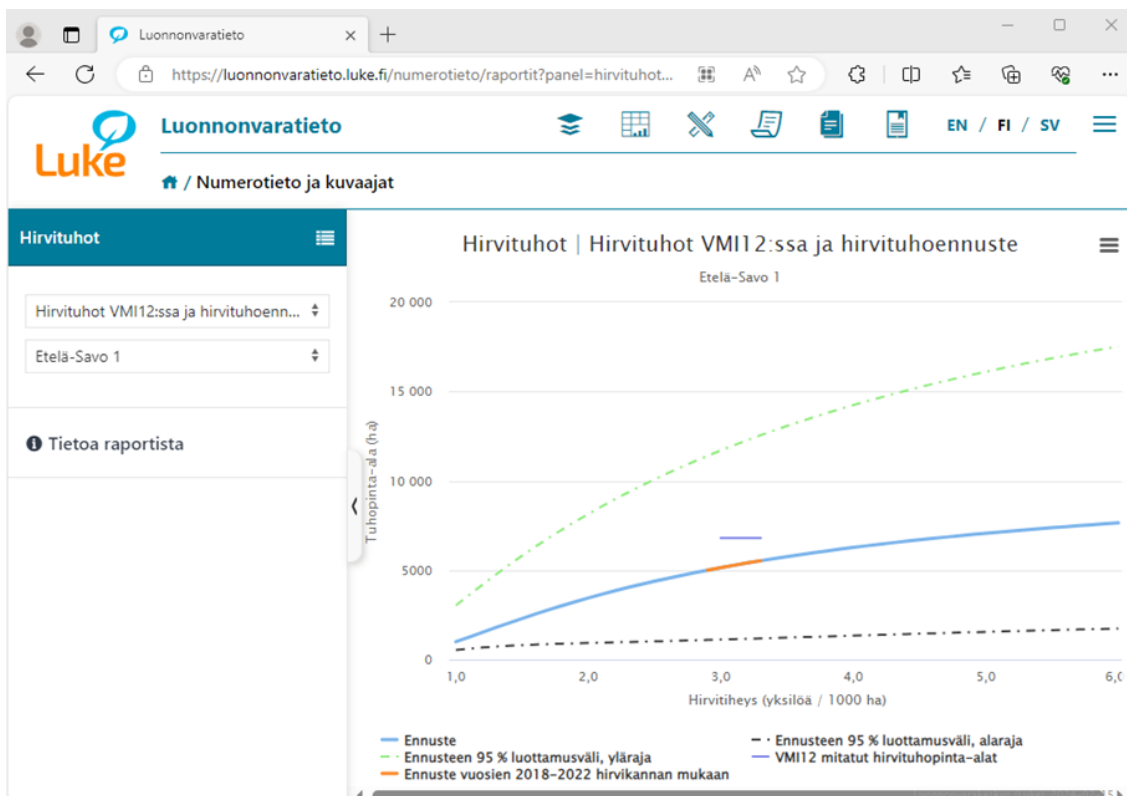 Luonnonvaratieto
https://luonnonvaratieto.luke.fi/numerotieto/raportit?panel=hirvituhot...
Luke
Luonnonvaratieto
EN / FI / SV
/ Numerotieto ja kuvaajat
Hirvituhot
Hirvituhot VMI12:ssa ja hirvituhoenn...
Etelä-Savo 1
Tietoa raportista
Hirvituhot | Hirvituhot VMI12:ssa ja hirvituhoennuste
Etelä-Savo 1
Tuhopinta-ala (ha)
20 000
15 000
10 000
5000
0
1,0 2,0 3,0 4,0 5,0 6,0
Hirvitiheys (yksilöä / 1000 ha)
Ennuste
Ennusteen 95 % luottamusväli, alaraja
Ennusteen 95 % luottamusväli, yläraja
VMI12 mitatut hirvituhopinta-alat
Ennuste vuosien 2018-2022 hirvikannan mukaan